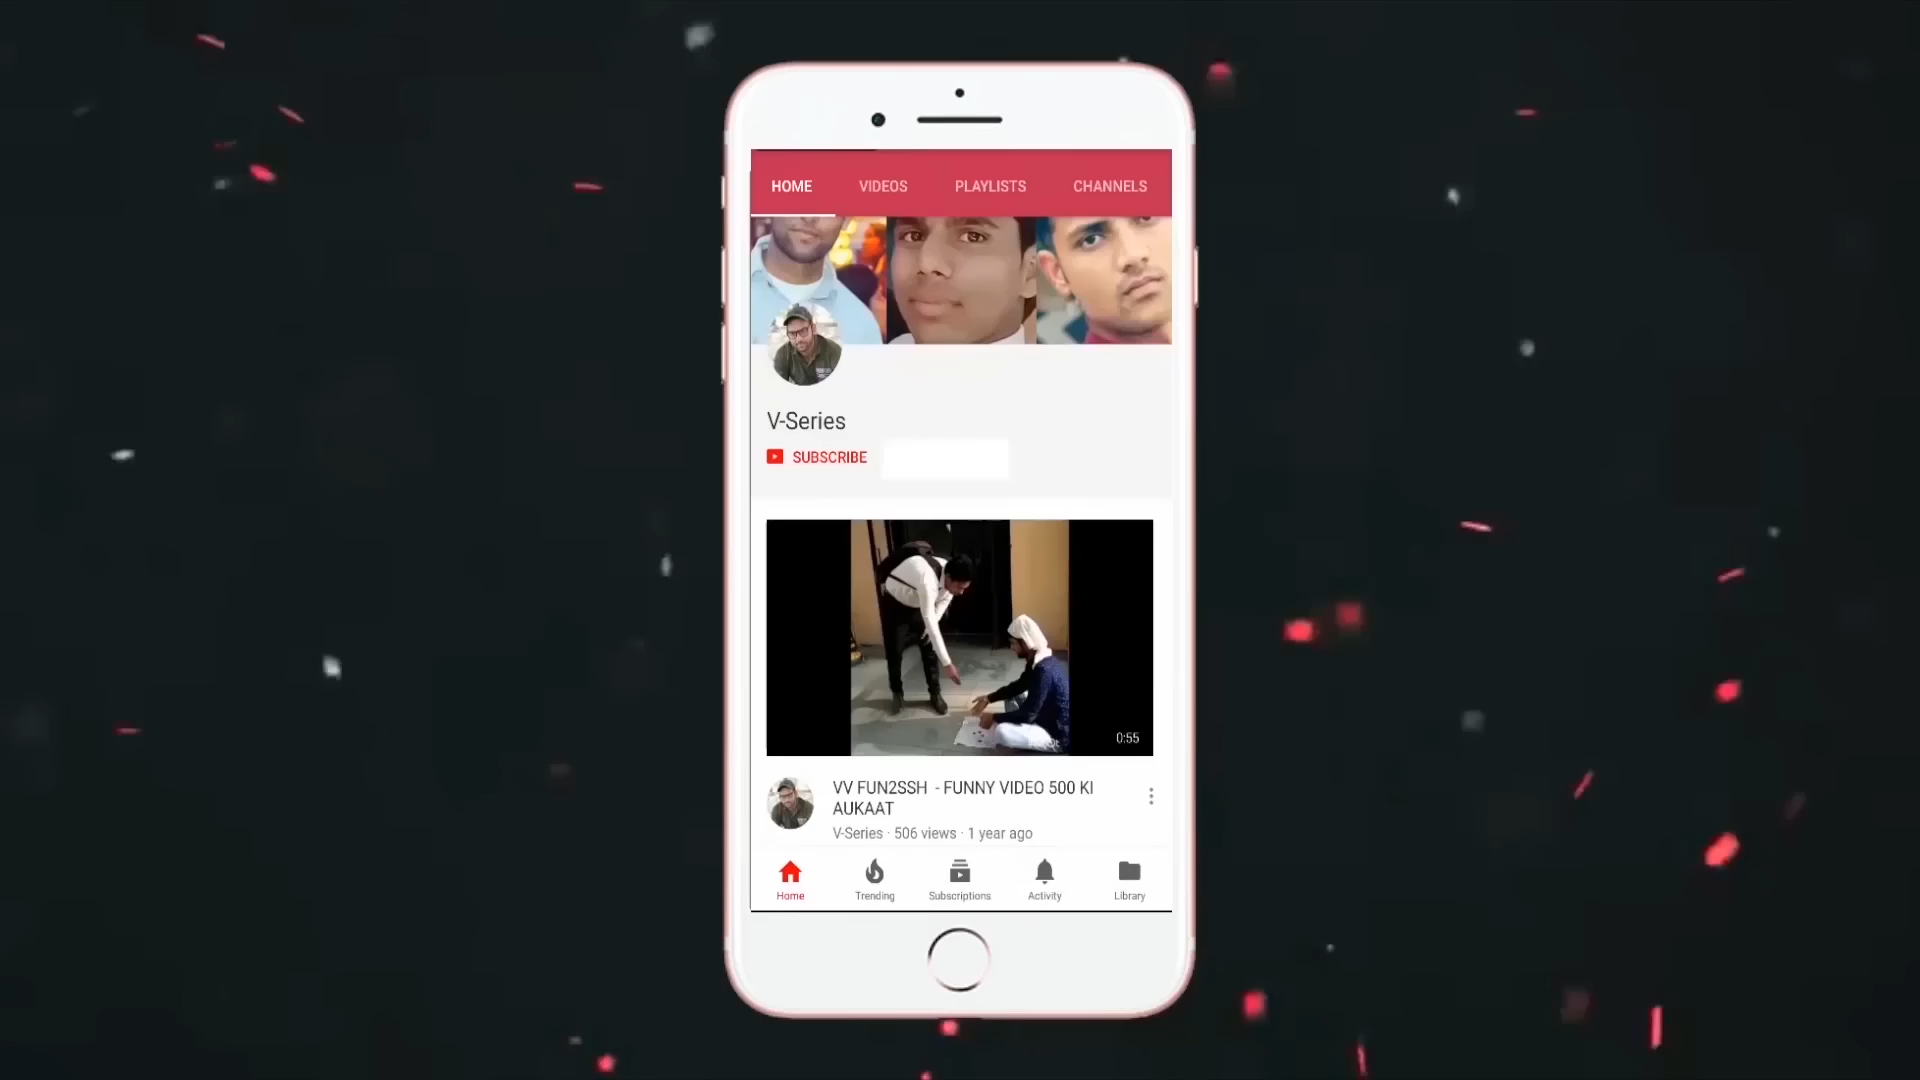 HOME VIDEOS PLAYLISTS CHANNELS
V-Series
SUBSCRIBE
0:55
VV FUN2SSH - FUNNY VIDEO 500 KI
AUKAAT
V-Series · 506 views · 1 year ago
Home Trending Subscriptions Activity Library